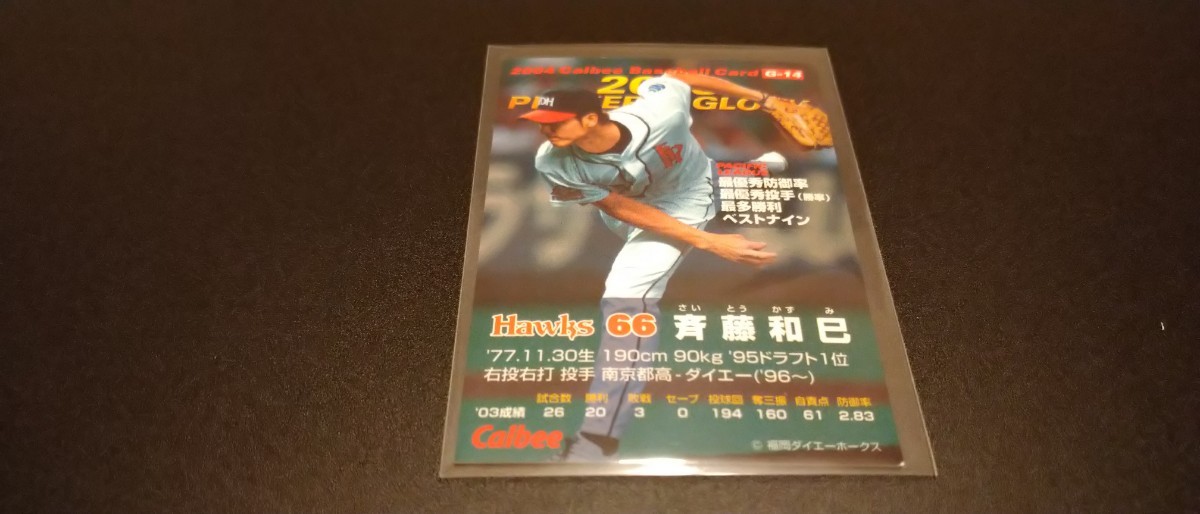 2004 Calbee Baseball Card G-14
DH
最優秀防御率
最優秀投手(勝率)
最多勝利
ベストナイン
さい とう かず み
Hawks 66 斉藤和巳
'77.11.30生 190cm 90kg '95ドラフト1位
右投右打 投手 南京都高-ダイエー('96〜)
試合数 勝利 敗戦 セーブ 投球回 奪三振 自責点 防御率
'03成績 26 20 3 0 194 160 61 2.83
Calbee © 福岡ダイエーホークス